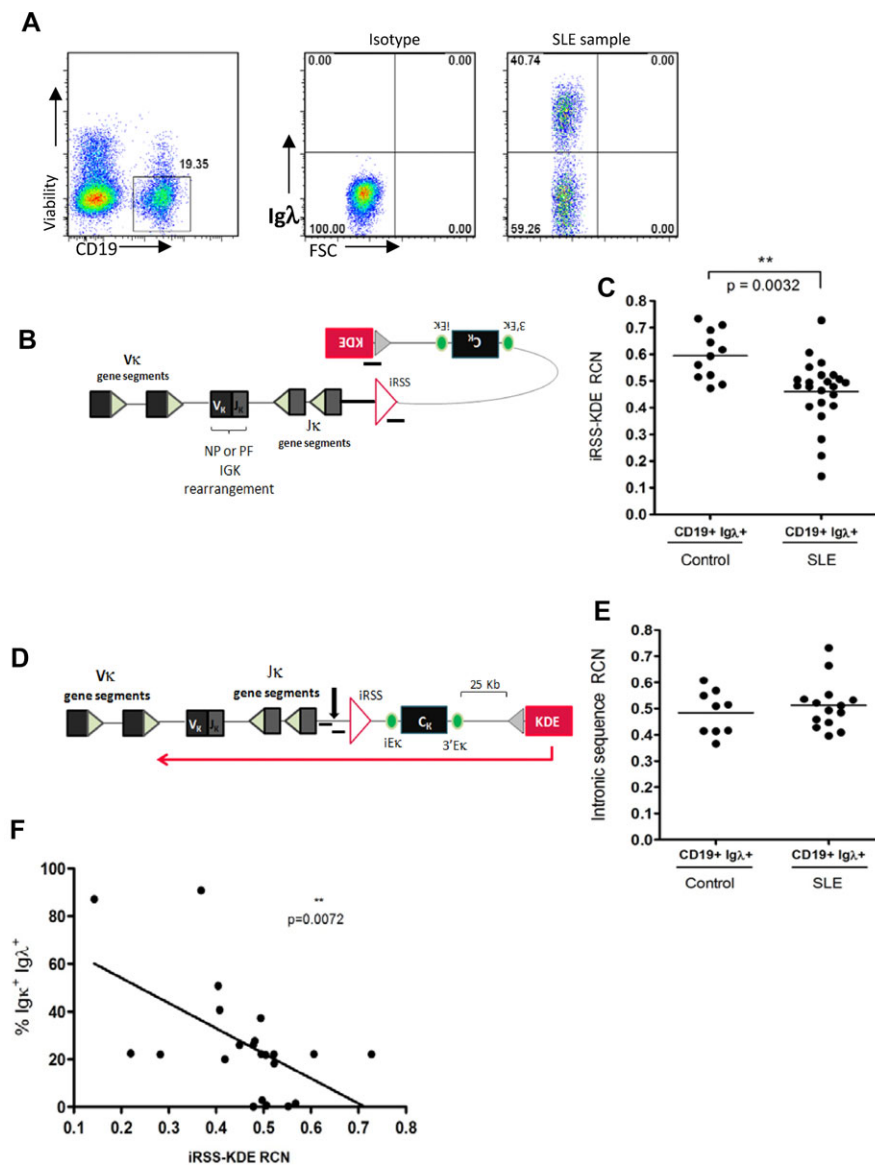 A
Isotype
SLE sample
Viability
19.35
CD19
0.00
0.00
Igλ
100.00
0.00
FSC
40.74
0.00
59.26
0.00
B
Vκ
gene segments
VK
JK
NP or PF
IGK
rearrangement
Jκ
gene segments
iRSS
KDE
iEκ
CK
3'Eκ
C
**
p = 0.0032
iRSS-KDE RCN
0.8
0.7
0.6
0.5
0.4
0.3
0.2
0.1
0.0
CD19+ Igλ+
CD19+ Igλ+
Control
SLE
D
Vκ
gene segments
VK
JK
Jκ
gene segments
iRSS
iEκ
CK
3'Eκ
25 Kb
KDE
E
Intronic sequence RCN
0.8
0.7
0.6
0.5
0.4
0.3
0.2
0.1
0.0
CD19+ Igλ+
CD19+ Igλ+
Control
SLE
F
% Igκ+ Igλ+
100
80
60
40
20
0
**
p=0.0072
0.1
0.2
0.3
0.4
0.5
0.6
0.7
0.8
iRSS-KDE RCN